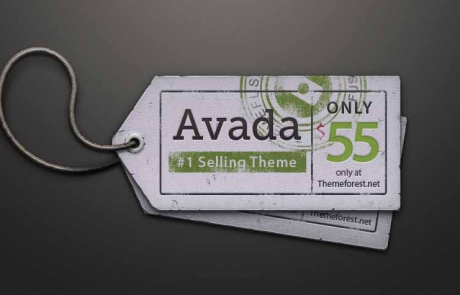 Avada
#1 Selling Theme
ONLY
$55
only at
Themeforest.net
Themeforest.net